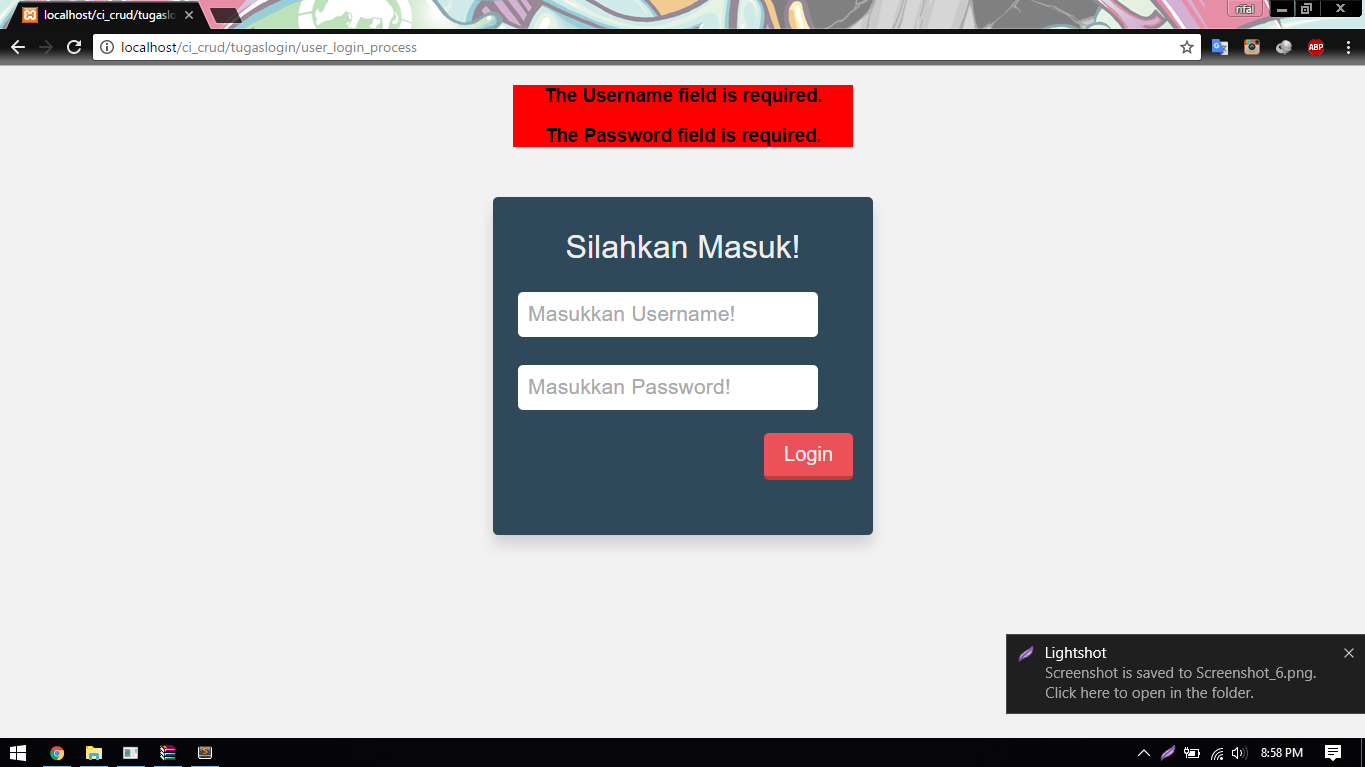 localhost/ci_crud/tugaslo
rifal
localhost/ci_crud/tugaslogin/user_login_process
ABP
The Username field is required.
The Password field is required.
Silahkan Masuk!
Masukkan Username!
Masukkan Password!
Login
Lightshot
Screenshot is saved to Screenshot_6.png.
Click here to open in the folder.
8:58 PM